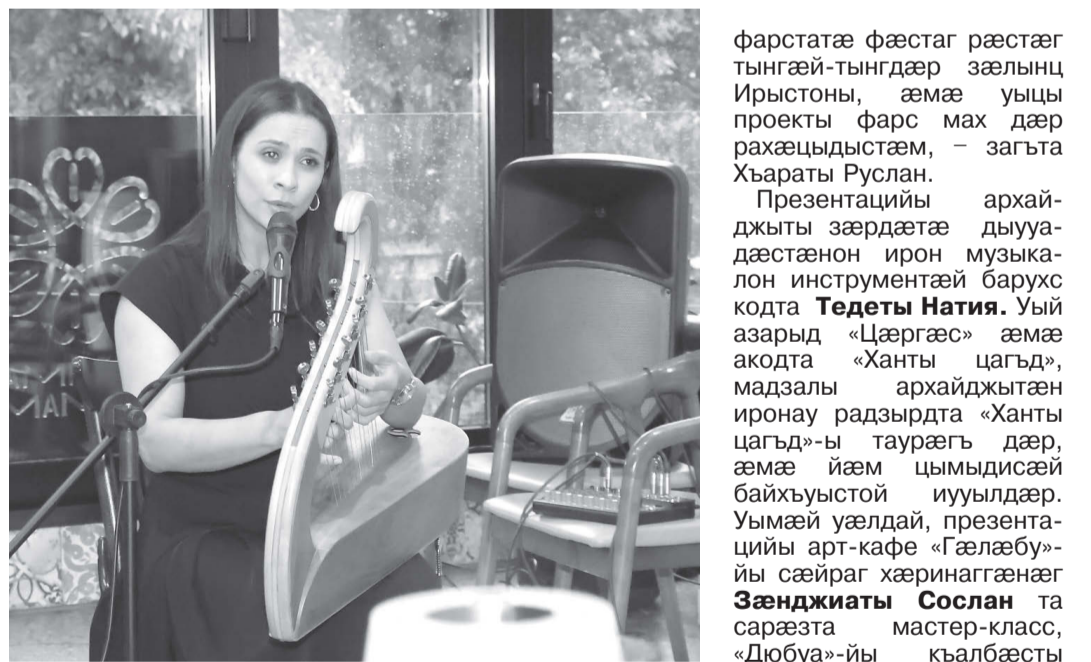 фарстатæ фæстаг рæстæг
тынгæй-тынгдæр зæлынц
Ирыстоны, æмæ уыцы
проекты фарс мах дæр
рахæцыдыстæм, – загъта
Хъараты Руслан.
Презентацийы архай-
джыты зæрдæтæ дыууа-
дæстæнон ирон музыка-
лон инструментæй барухс
кодта Тедеты Натия. Уый
азарыд «Цæргæс» æмæ
акодта «Ханты цагъд»,
мадзалы архайджытæн
иронау радзырдта «Ханты
цагъд»-ы таурæгъ дæр,
æмæ йæм цымыдисæй
байхъуыстой иууылдæр.
Уымæй уæлдай, презента-
цийы арт-кафе «Гæлæбу»-
йы сæйраг хæринаггæнæг
Зæнджиаты Сослан та
сарæзта мастер-класс,
«Дюбуа»-йы къалбæсты